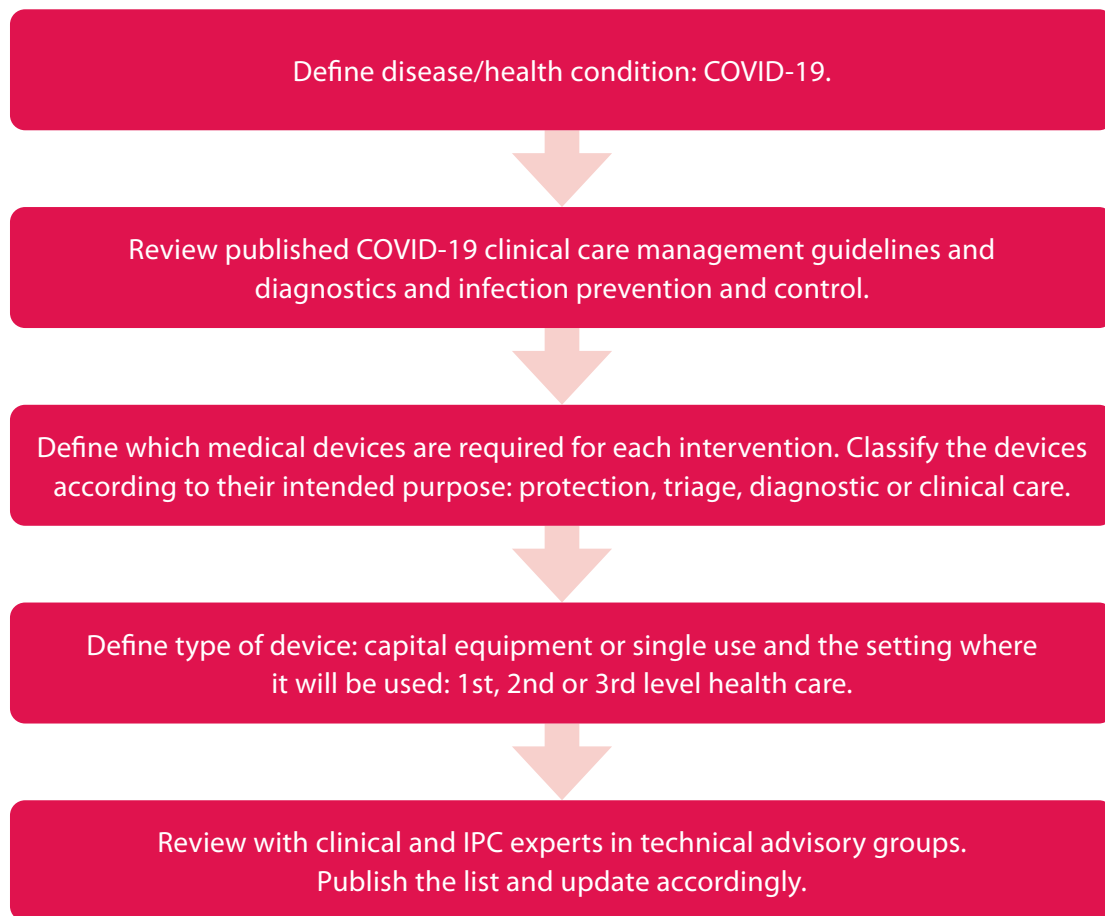 Define disease/health condition: COVID-19.
Review published COVID-19 clinical care management guidelines and
diagnostics and infection prevention and control.
Define which medical devices are required for each intervention. Classify the devices
according to their intended purpose: protection, triage, diagnostic or clinical care.
Define type of device: capital equipment or single use and the setting where
it will be used: 1st, 2nd or 3rd level health care.
Review with clinical and IPC experts in technical advisory groups.
Publish the list and update accordingly.